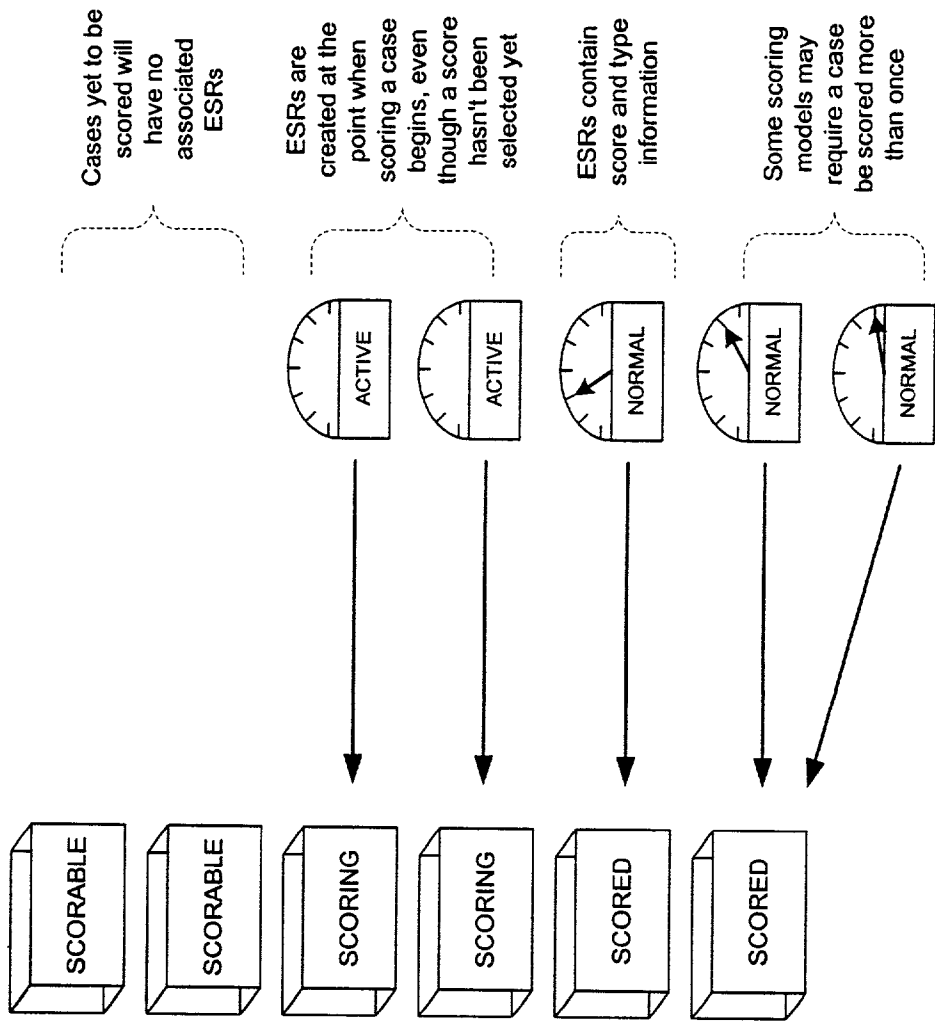 Cases yet to be
scored will
have no
associated
ESRs
ESRs are
created at the
point when
scoring a case
begins, even
though a score
hasn't been
selected yet
ESRs contain
score and type
information
Some scoring
models may
require a case
be scored more
than once
ACTIVE
ACTIVE
NORMAL
NORMAL
NORMAL
SCORABLE
SCORABLE
SCORING
SCORING
SCORED
SCORED